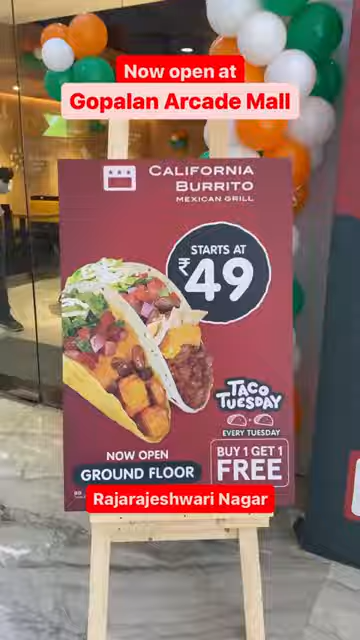 Now open at
Gopalan Arcade Mall
CALIFORNIA
BURRITO
MEXICAN GRILL
STARTS AT
₹49
TACO
TUESDAY
EVERY TUESDAY
BUY 1 GET 1
FREE
NOW OPEN
GROUND FLOOR
Rajarajeshwari Nagar